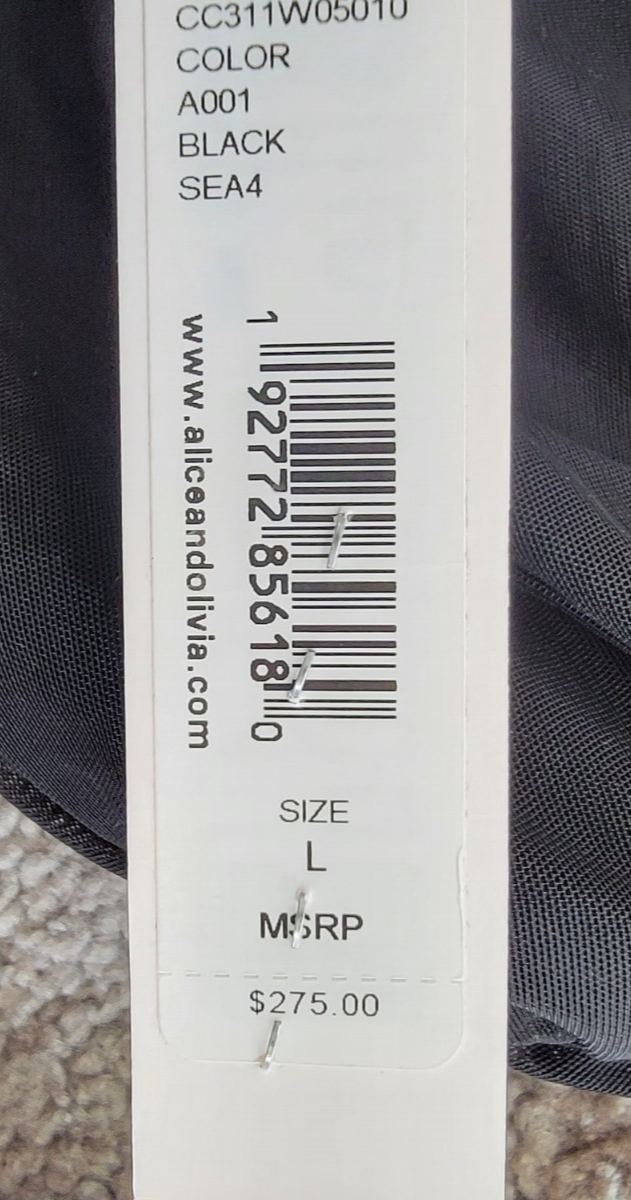 CC311W05010
COLOR
A001
BLACK
SEA4
www.aliceandolivia.com
1 92772 85618 0
SIZE
L
MSRP
$275.00